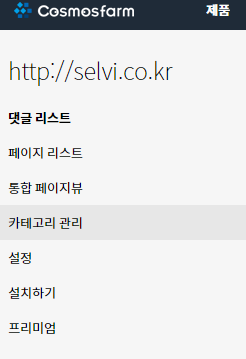 Cosmosfarm 제품
http://selvi.co.kr
댓글 리스트
페이지 리스트
통합 페이지뷰
카테고리 관리
설정
설치하기
프리미엄